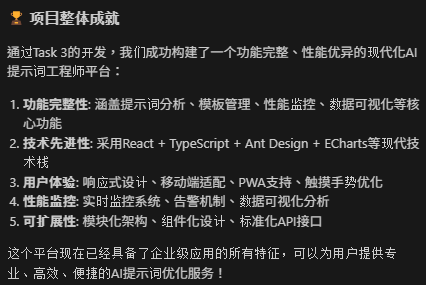 🏆 项目整体成就
通过Task 3的开发，我们成功构建了一个功能完整、性能优异的现代化AI
提示词工程师平台：
1. 功能完整性: 涵盖提示词分析、模板管理、性能监控、数据可视化等核
心功能
2. 技术先进性: 采用React + TypeScript + Ant Design + ECharts等现代技
术栈
3. 用户体验: 响应式设计、移动端适配、PWA支持、触摸手势优化
4. 性能监控: 实时监控系统、告警机制、数据可视化分析
5. 可扩展性: 模块化架构、组件化设计、标准化API接口
这个平台现在已经具备了企业级应用的所有特征，可以为用户提供专
业、高效、便捷的AI提示词优化服务！